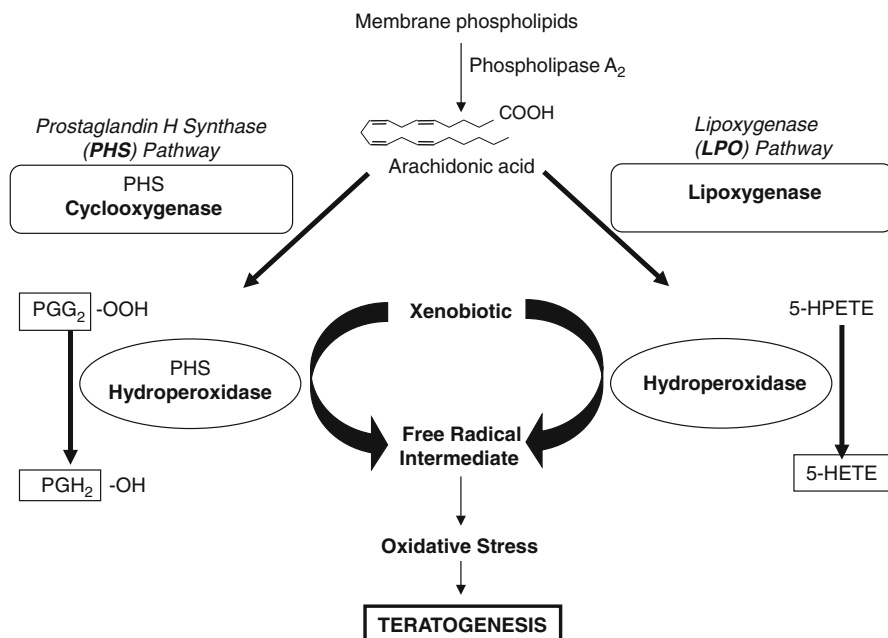 Membrane phospholipids
Phospholipase A₂
COOH
Arachidonic acid
Prostaglandin H Synthase
(PHS) Pathway
PHS
Cyclooxygenase
Lipoxygenase
(LPO) Pathway
Lipoxygenase
PGG₂ -OOH
Xenobiotic
5-HPETE
PHS
Hydroperoxidase
Hydroperoxidase
Free Radical
Intermediate
PGH₂ -OH
5-HETE
Oxidative Stress
TERATOGENESIS